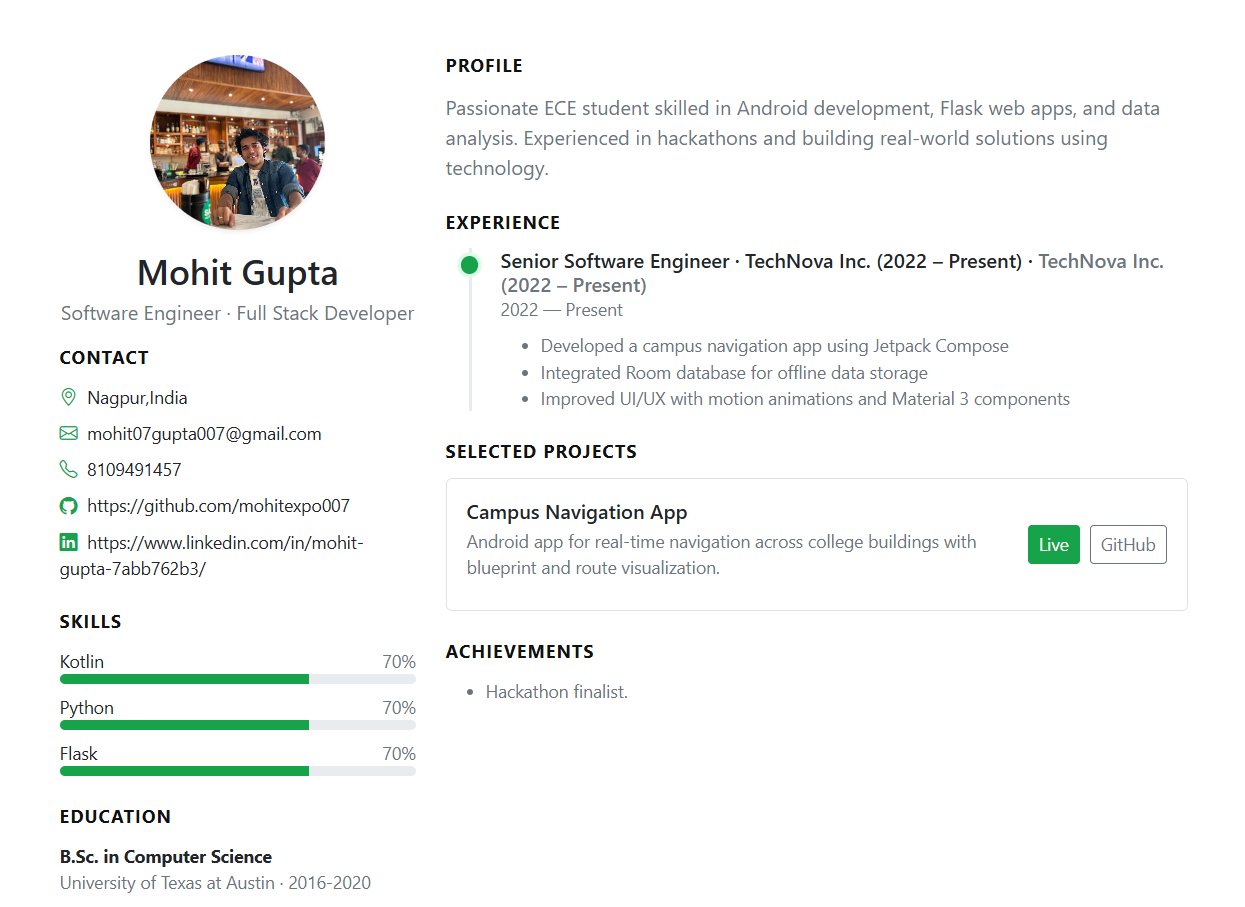 Mohit Gupta
Software Engineer · Full Stack Developer
CONTACT
Nagpur,India
mohit07gupta007@gmail.com
8109491457
https://github.com/mohitexpo007
https://www.linkedin.com/in/mohit-
gupta-7abb762b3/
SKILLS
Kotlin 70%
Python 70%
Flask 70%
EDUCATION
B.Sc. in Computer Science
University of Texas at Austin · 2016-2020
PROFILE
Passionate ECE student skilled in Android development, Flask web apps, and data
analysis. Experienced in hackathons and building real-world solutions using
technology.
EXPERIENCE
Senior Software Engineer · TechNova Inc. (2022 – Present) · TechNova Inc.
(2022 – Present)
2022 — Present
• Developed a campus navigation app using Jetpack Compose
• Integrated Room database for offline data storage
• Improved UI/UX with motion animations and Material 3 components
SELECTED PROJECTS
Campus Navigation App
Android app for real-time navigation across college buildings with
blueprint and route visualization.
Live
GitHub
ACHIEVEMENTS
• Hackathon finalist.